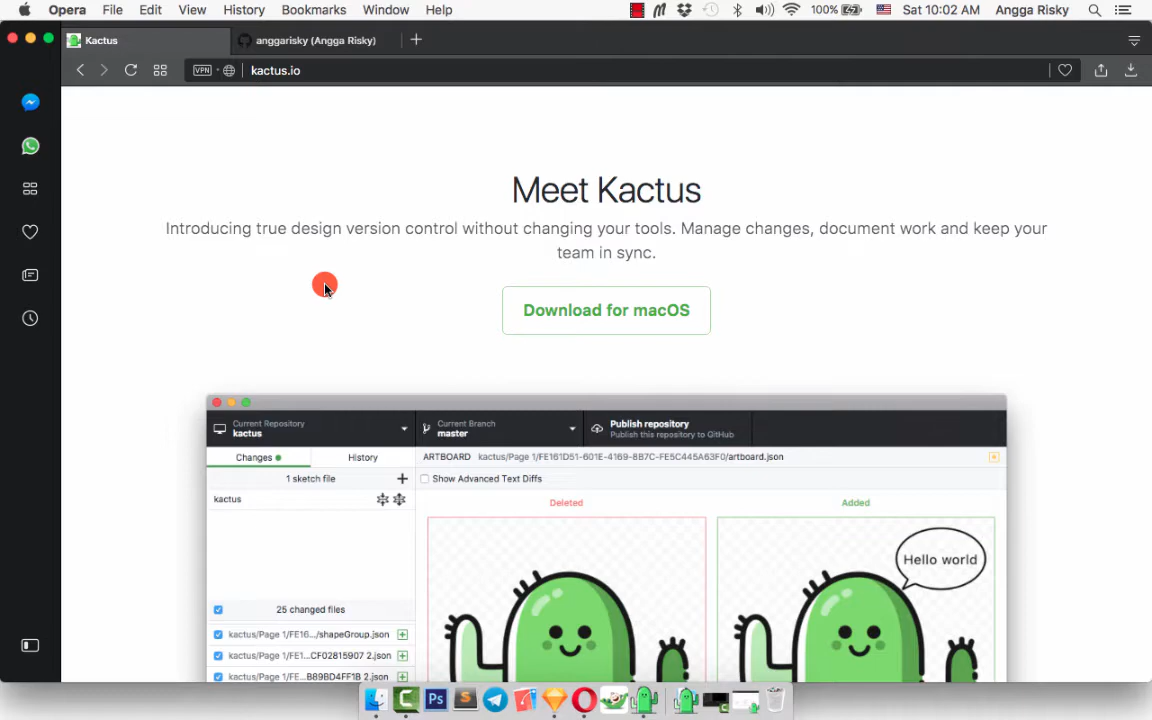 Opera File Edit View History Bookmarks Window Help 100% Sat 10:02 AM Angga Risky
Kactus anggarisky (Angga Risky)
VPN kactus.io
Meet Kactus
Introducing true design version control without changing your tools. Manage changes, document work and keep your
team in sync.
Download for macOS
Current Repository
kactus
Current Branch
master
Publish repository
Publish this repository to GitHub
Changes History
ARTBOARD kactus/Page 1/FE161D51-601E-4169-8B7C-FE5C445A63F0/artboard.json
1 sketch file
Show Advanced Text Diffs
kactus
Deleted Added
Hello world
25 changed files
kactus/Page 1/FE16.../shapeGroup.json
kactus/Page 1/FE1...CF02815907 2.json
kactus/Page 1/FE1...B89BD4FF1B 2.json
Ps